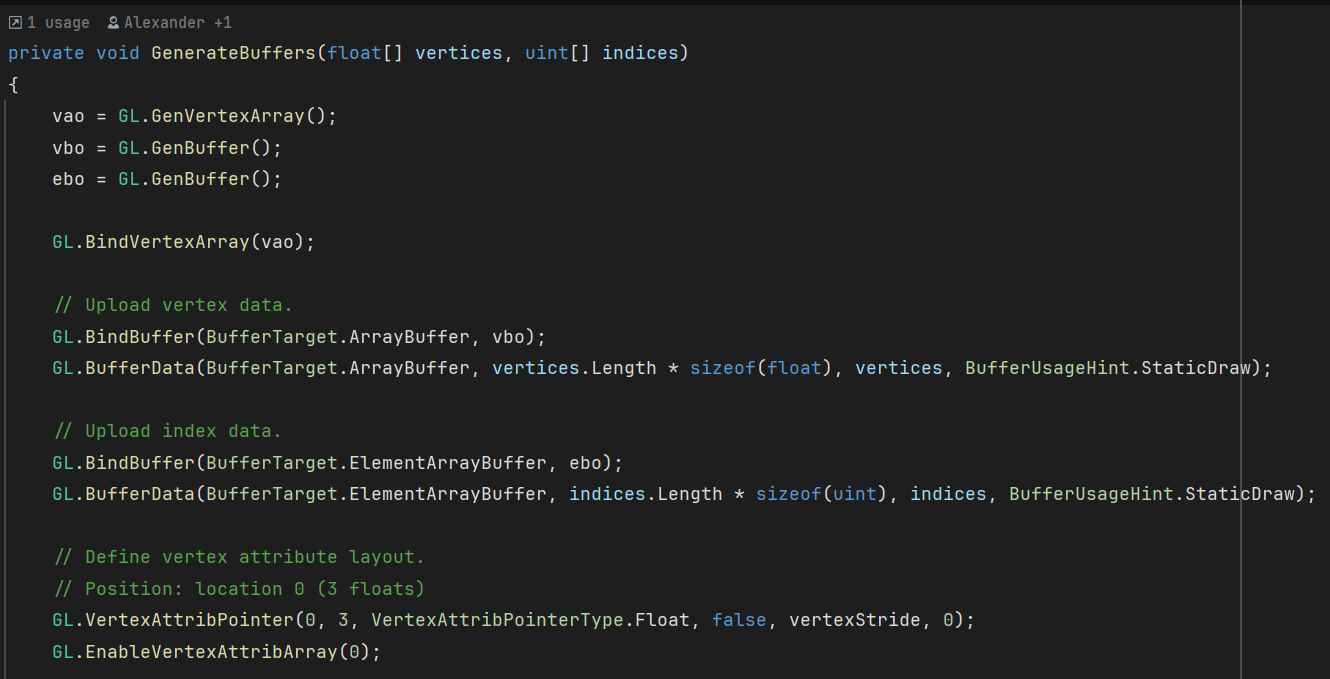 1 usage Alexander +1
private void GenerateBuffers(float[] vertices, uint[] indices)
{
    vao = GL.GenVertexArray();
    vbo = GL.GenBuffer();
    ebo = GL.GenBuffer();
    GL.BindVertexArray(vao);
    // Upload vertex data.
    GL.BindBuffer(BufferTarget.ArrayBuffer, vbo);
    GL.BufferData(BufferTarget.ArrayBuffer, vertices.Length * sizeof(float), vertices, BufferUsageHint.StaticDraw);
    // Upload index data.
    GL.BindBuffer(BufferTarget.ElementArrayBuffer, ebo);
    GL.BufferData(BufferTarget.ElementArrayBuffer, indices.Length * sizeof(uint), indices, BufferUsageHint.StaticDraw);
    // Define vertex attribute layout.
    // Position: location 0 (3 floats)
    GL.VertexAttribPointer(0, 3, VertexAttribPointerType.Float, false, vertexStride, 0);
    GL.EnableVertexAttribArray(0);